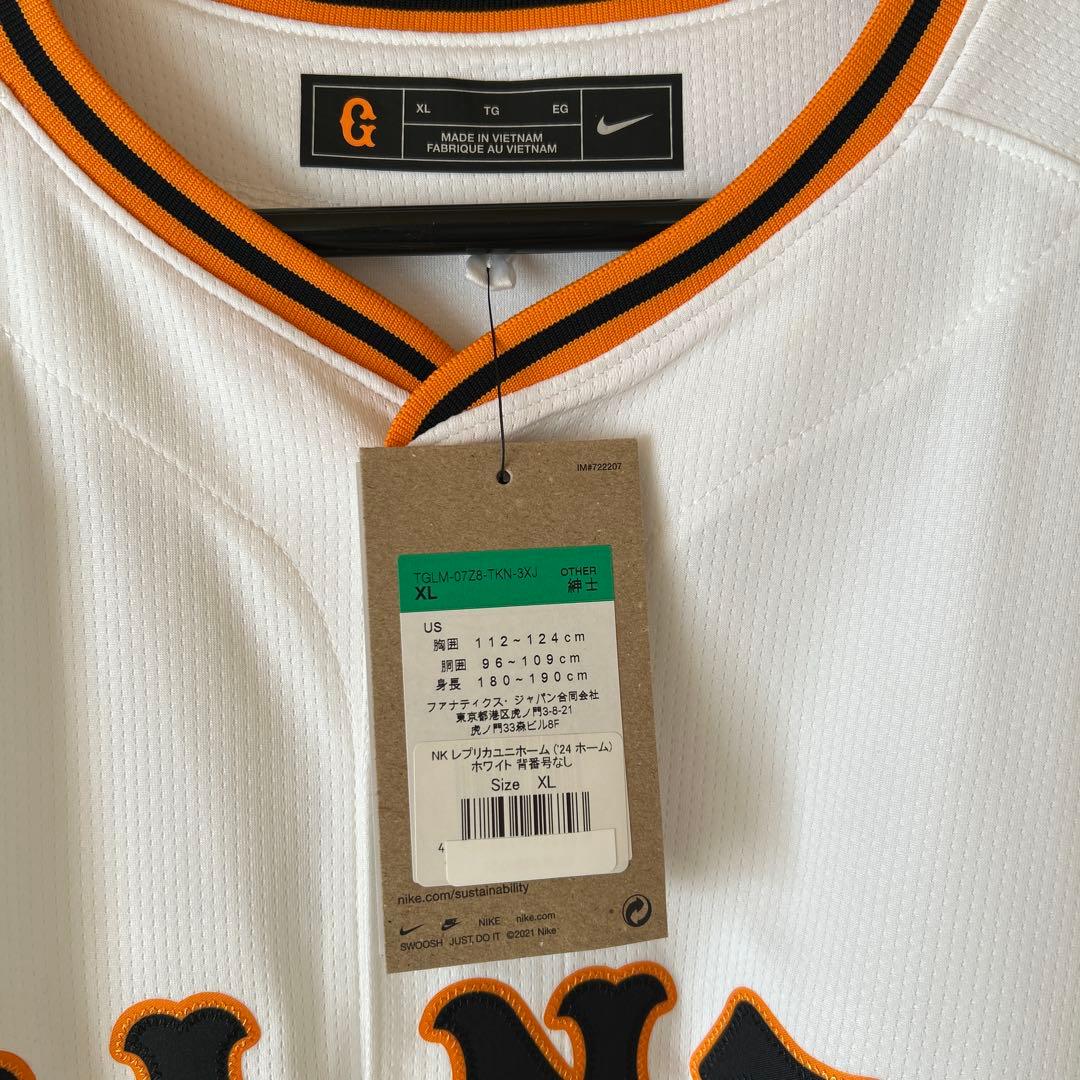 G
XL TG EG
MADE IN VIETNAM
FABRIQUE AU VIETNAM
IM#722207
TGLM-07Z8-TKN-3XJ OTHER
XL 紳士
US
胸囲 112~124cm
胴囲 96~109cm
身長 180~190cm
ファナティクス・ジャパン合同会社
東京都港区虎ノ門3-8-21
虎ノ門33森ビル8F
NK レプリカユニホーム ('24 ホーム)
ホワイト 背番号なし
Size XL
4
nike.com/sustainability
NIKE nike.com
SWOOSH JUST DO IT ©2021 Nike